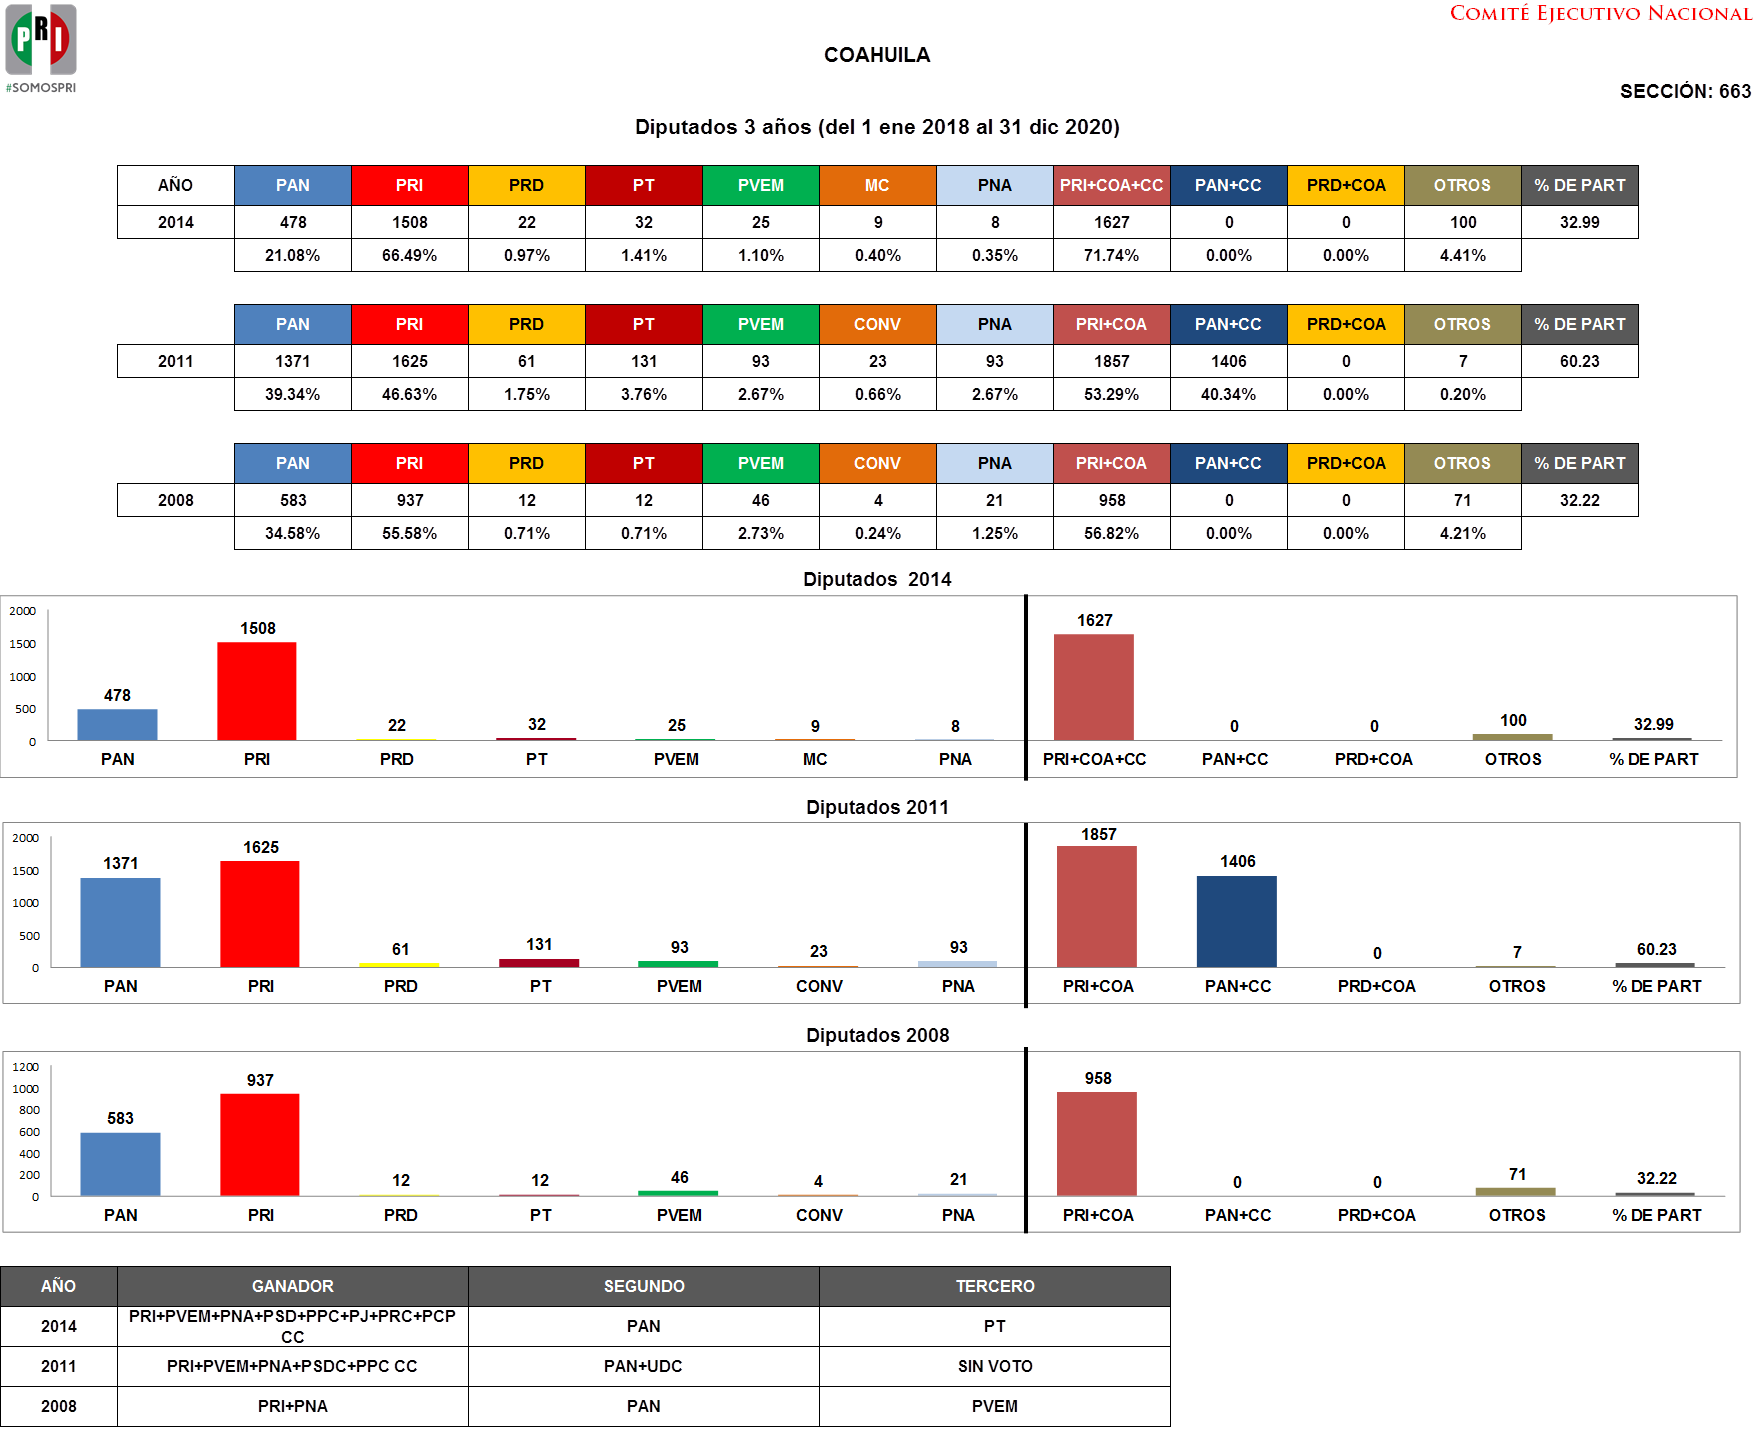 PRI
#SOMOSPRI
COMITÉ EJECUTIVO NACIONAL
COAHUILA
SECCIÓN: 663
Diputados 3 años (del 1 ene 2018 al 31 dic 2020)
AÑO PAN PRI PRD PT PVEM MC PNA PRI+COA+CC PAN+CC PRD+COA OTROS % DE PART
2014 478 1508 22 32 25 9 8 1627 0 0 100 32.99
21.08% 66.49% 0.97% 1.41% 1.10% 0.40% 0.35% 71.74% 0.00% 0.00% 4.41%
PAN PRI PRD PT PVEM CONV PNA PRI+COA PAN+CC PRD+COA OTROS % DE PART
2011 1371 1625 61 131 93 23 93 1857 1406 0 7 60.23
39.34% 46.63% 1.75% 3.76% 2.67% 0.66% 2.67% 53.29% 40.34% 0.00% 0.20%
PAN PRI PRD PT PVEM CONV PNA PRI+COA PAN+CC PRD+COA OTROS % DE PART
2008 583 937 12 12 46 4 21 958 0 0 71 32.22
34.58% 55.58% 0.71% 0.71% 2.73% 0.24% 1.25% 56.82% 0.00% 0.00% 4.21%
Diputados 2014
2000
1500
1000
500
0
478 1508 22 32 25 9 8 1627 0 0 100 32.99
PAN PRI PRD PT PVEM MC PNA PRI+COA+CC PAN+CC PRD+COA OTROS % DE PART
Diputados 2011
2000
1500
1000
500
0
1371 1625 61 131 93 23 93 1857 1406 0 7 60.23
PAN PRI PRD PT PVEM CONV PNA PRI+COA PAN+CC PRD+COA OTROS % DE PART
Diputados 2008
1200
1000
800
600
400
200
0
583 937 12 12 46 4 21 958 0 0 71 32.22
PAN PRI PRD PT PVEM CONV PNA PRI+COA PAN+CC PRD+COA OTROS % DE PART
AÑO GANADOR SEGUNDO TERCERO
2014 PRI+PVEM+PNA+PSD+PPC+PJ+PRC+PCP CC PAN PT
2011 PRI+PVEM+PNA+PSDC+PPC CC PAN+UDC SIN VOTO
2008 PRI+PNA PAN PVEM